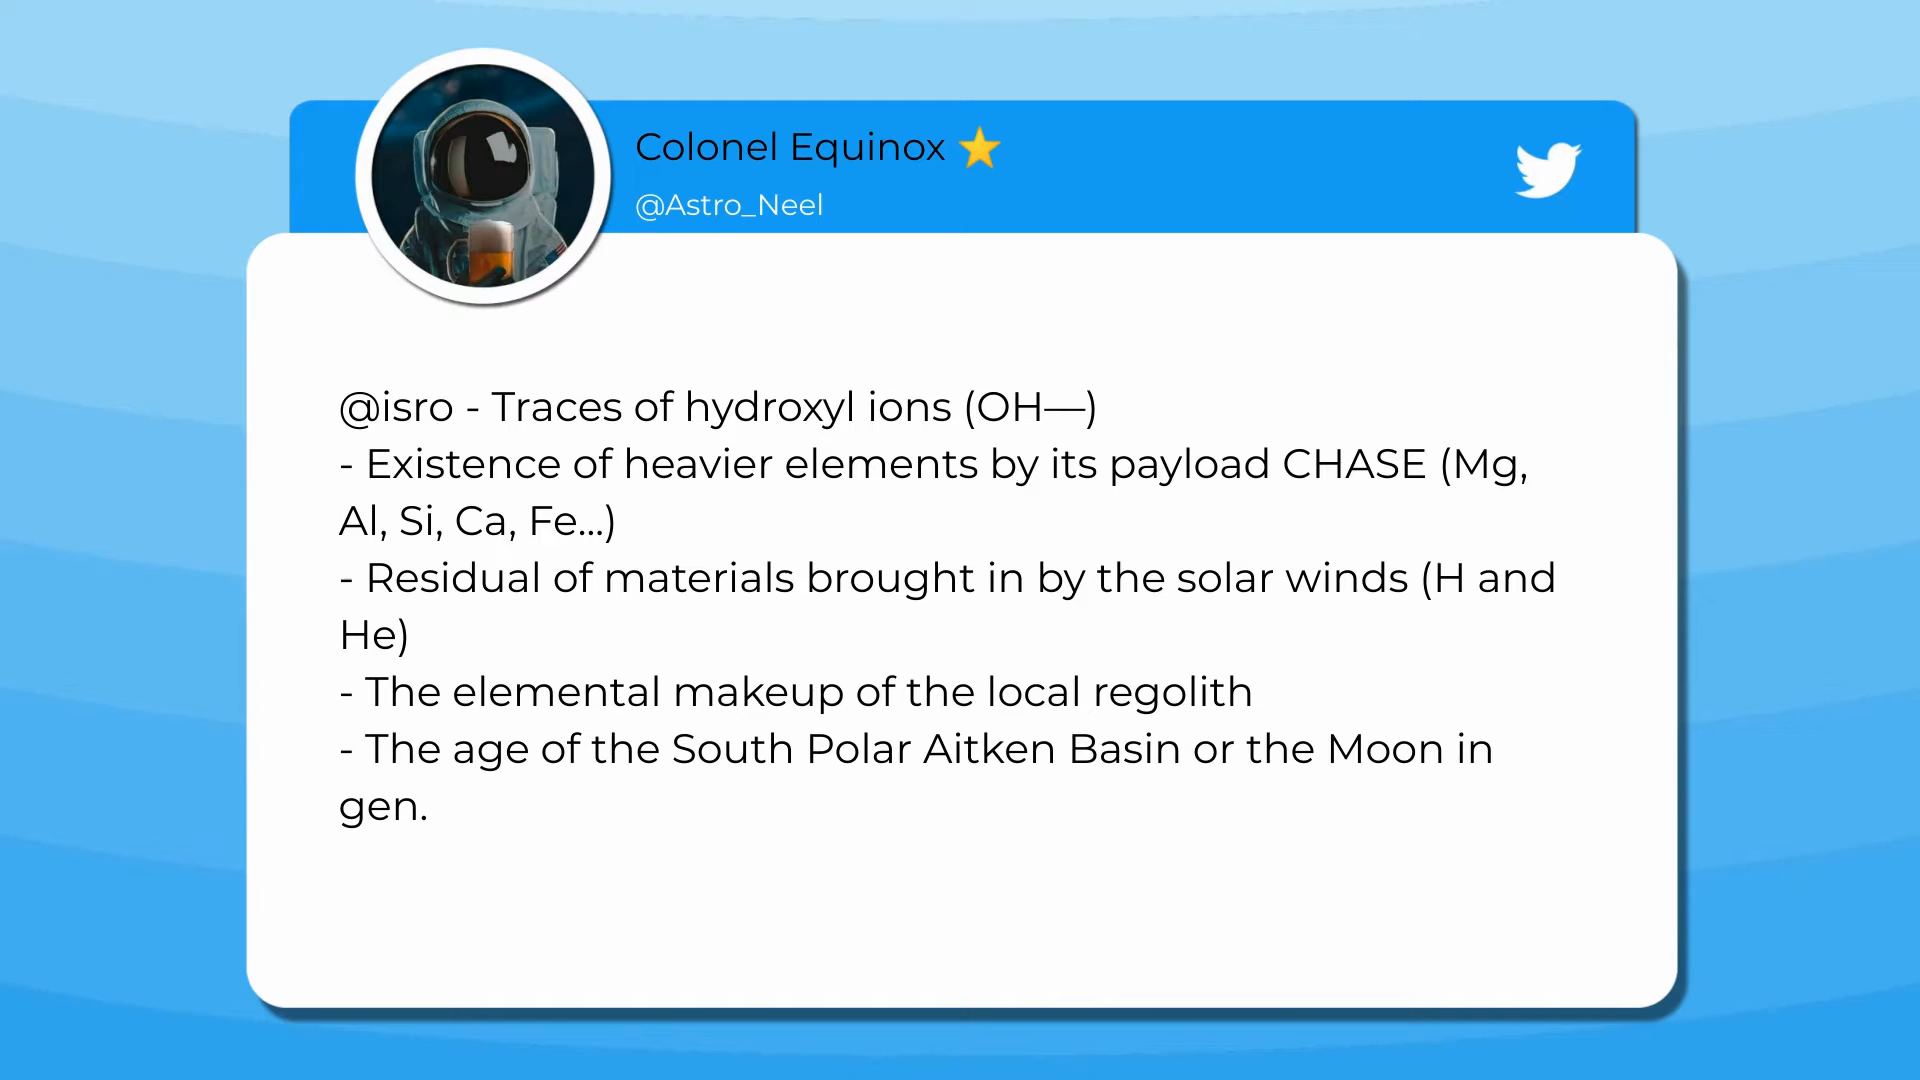 Colonel Equinox ⭐
@Astro_Neel
@isro - Traces of hydroxyl ions (OH—)
- Existence of heavier elements by its payload CHASE (Mg,
Al, Si, Ca, Fe...)
- Residual of materials brought in by the solar winds (H and
He)
- The elemental makeup of the local regolith
- The age of the South Polar Aitken Basin or the Moon in
gen.